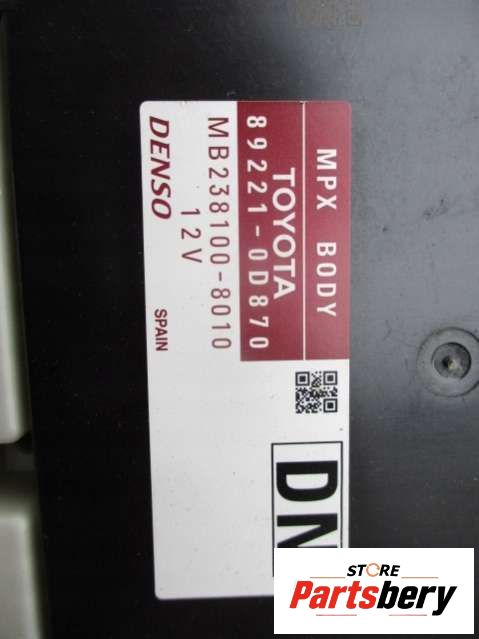 MPX BODY
TOYOTA
89221-0D870
MB238100-8010
12V
DENSO
SPAIN
DN
STORE
Partsbery